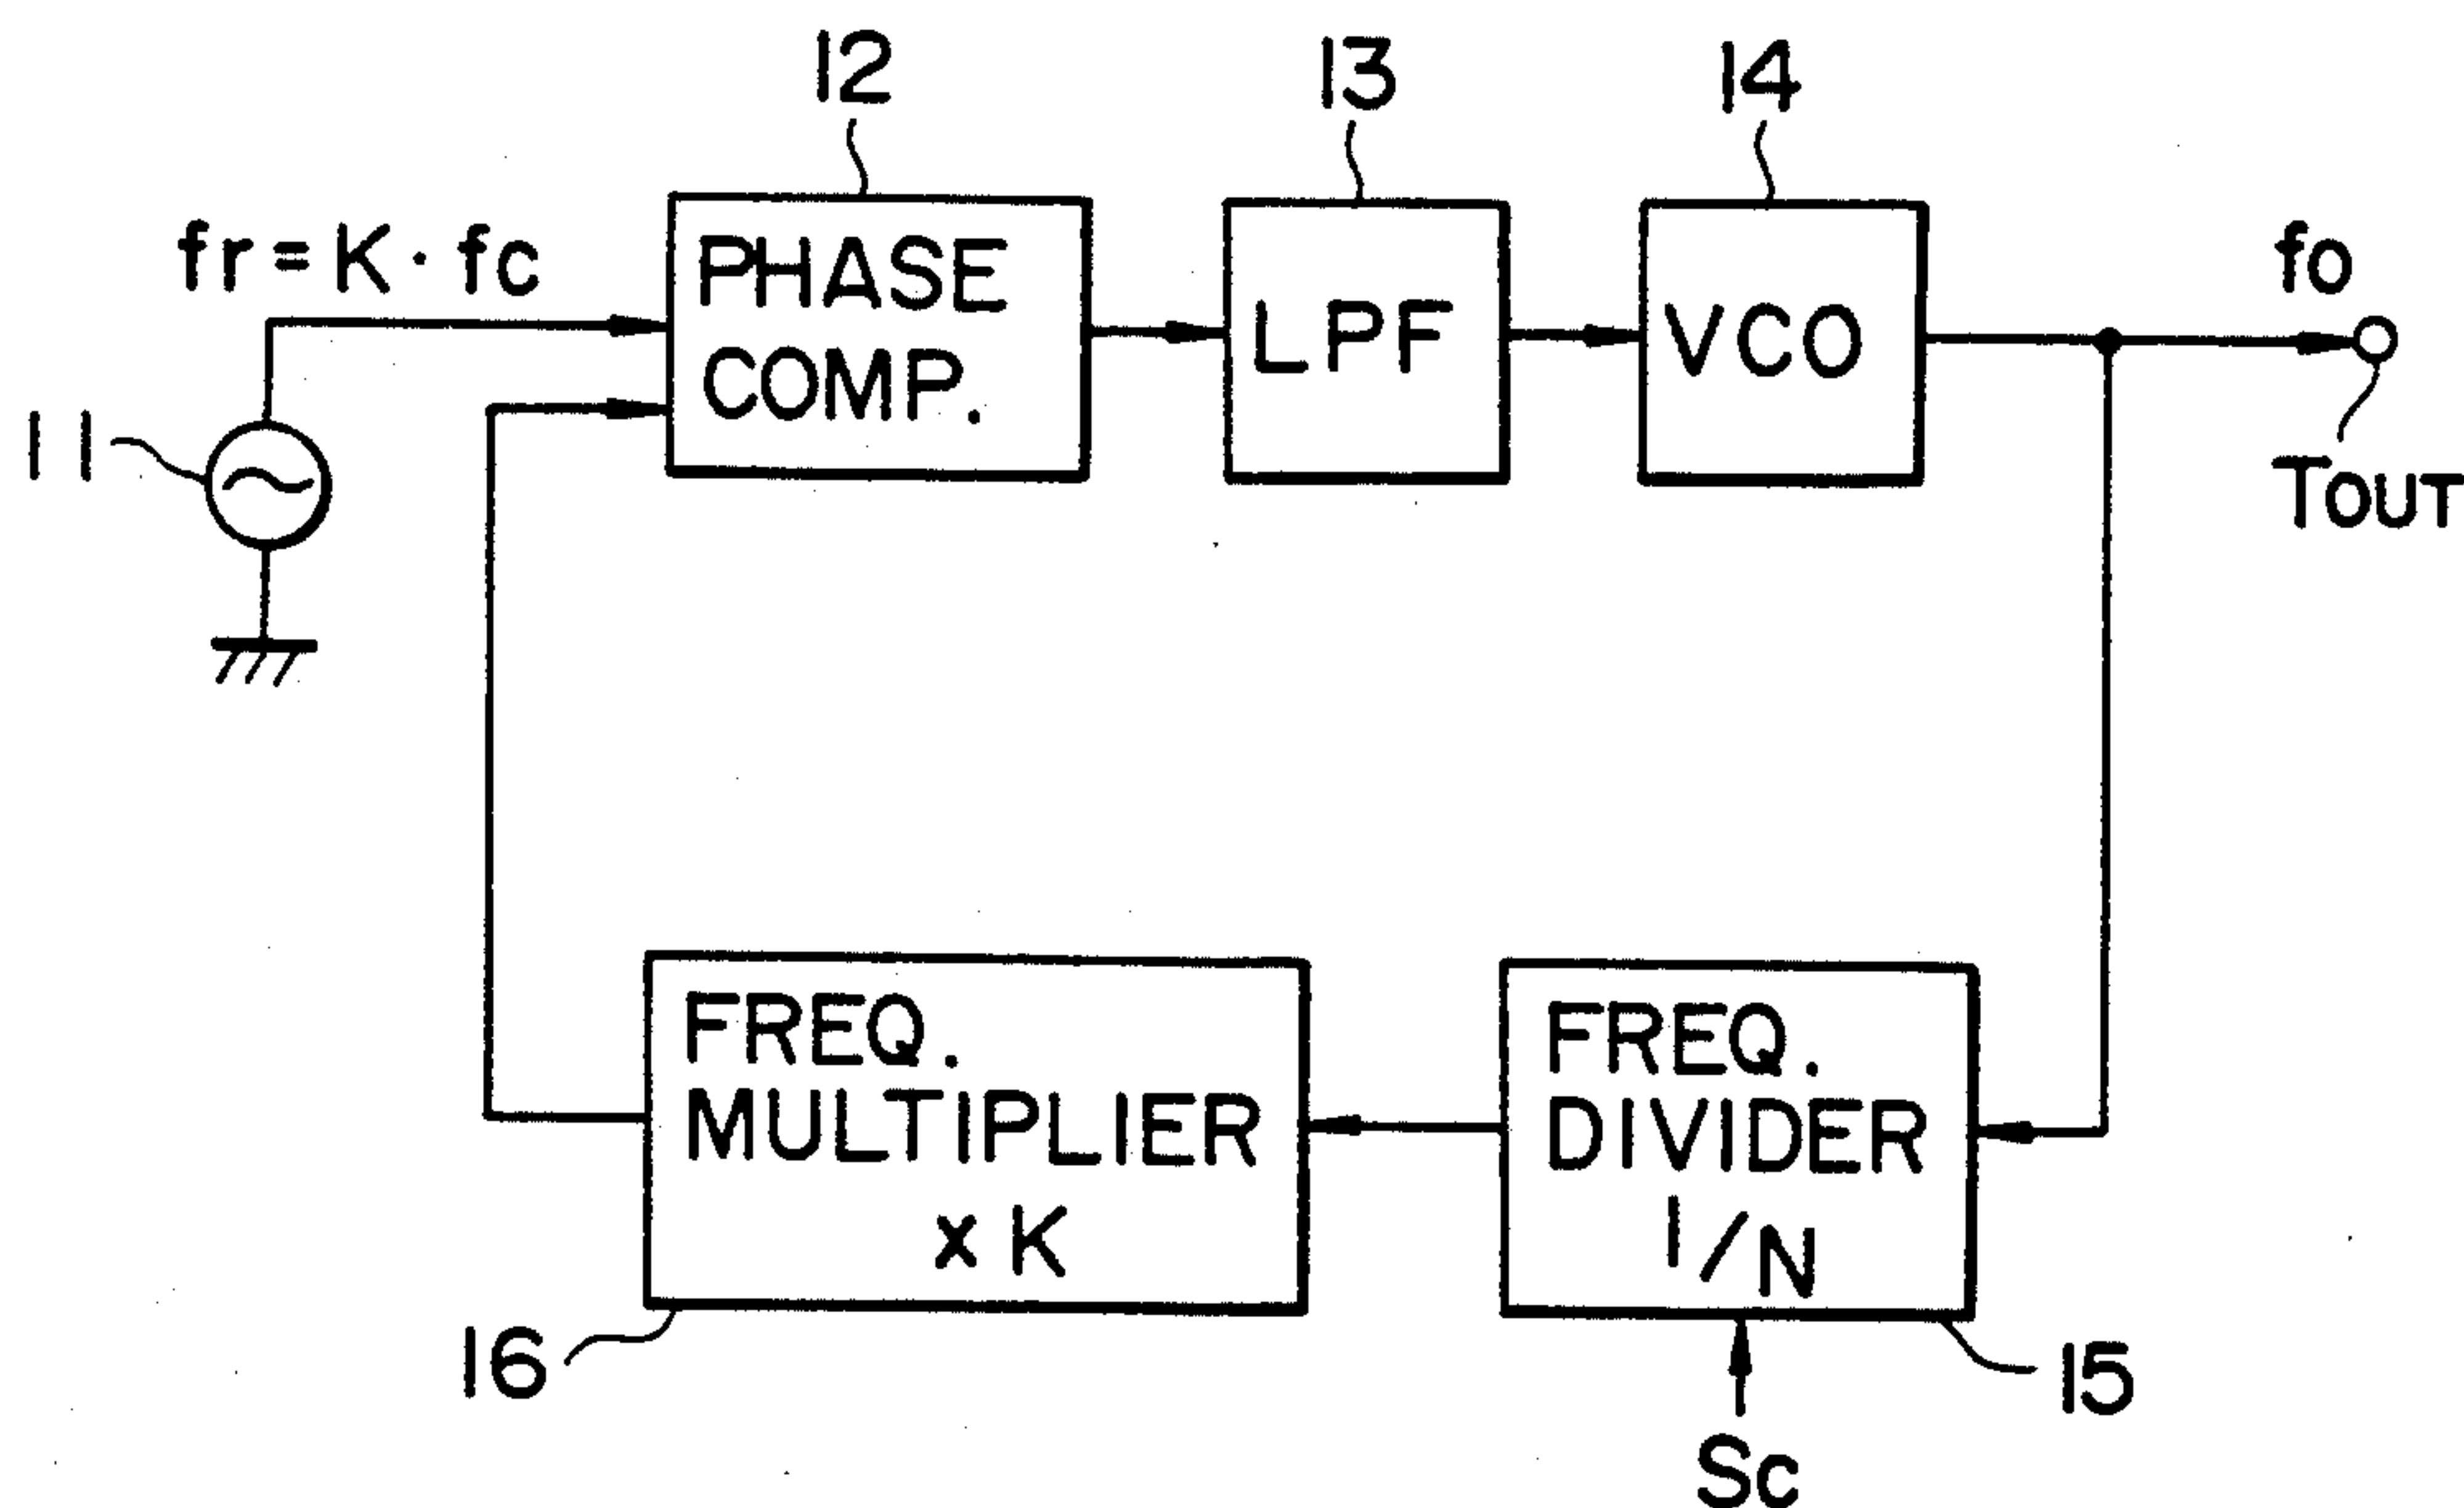 12
13
14
fr=K·fc
PHASE
COMP.
LPF
VCO
fo
11
TOUT
FREQ.
MULTIPLIER
×K
FREQ.
DIVIDER
1/N
16
15
Sc